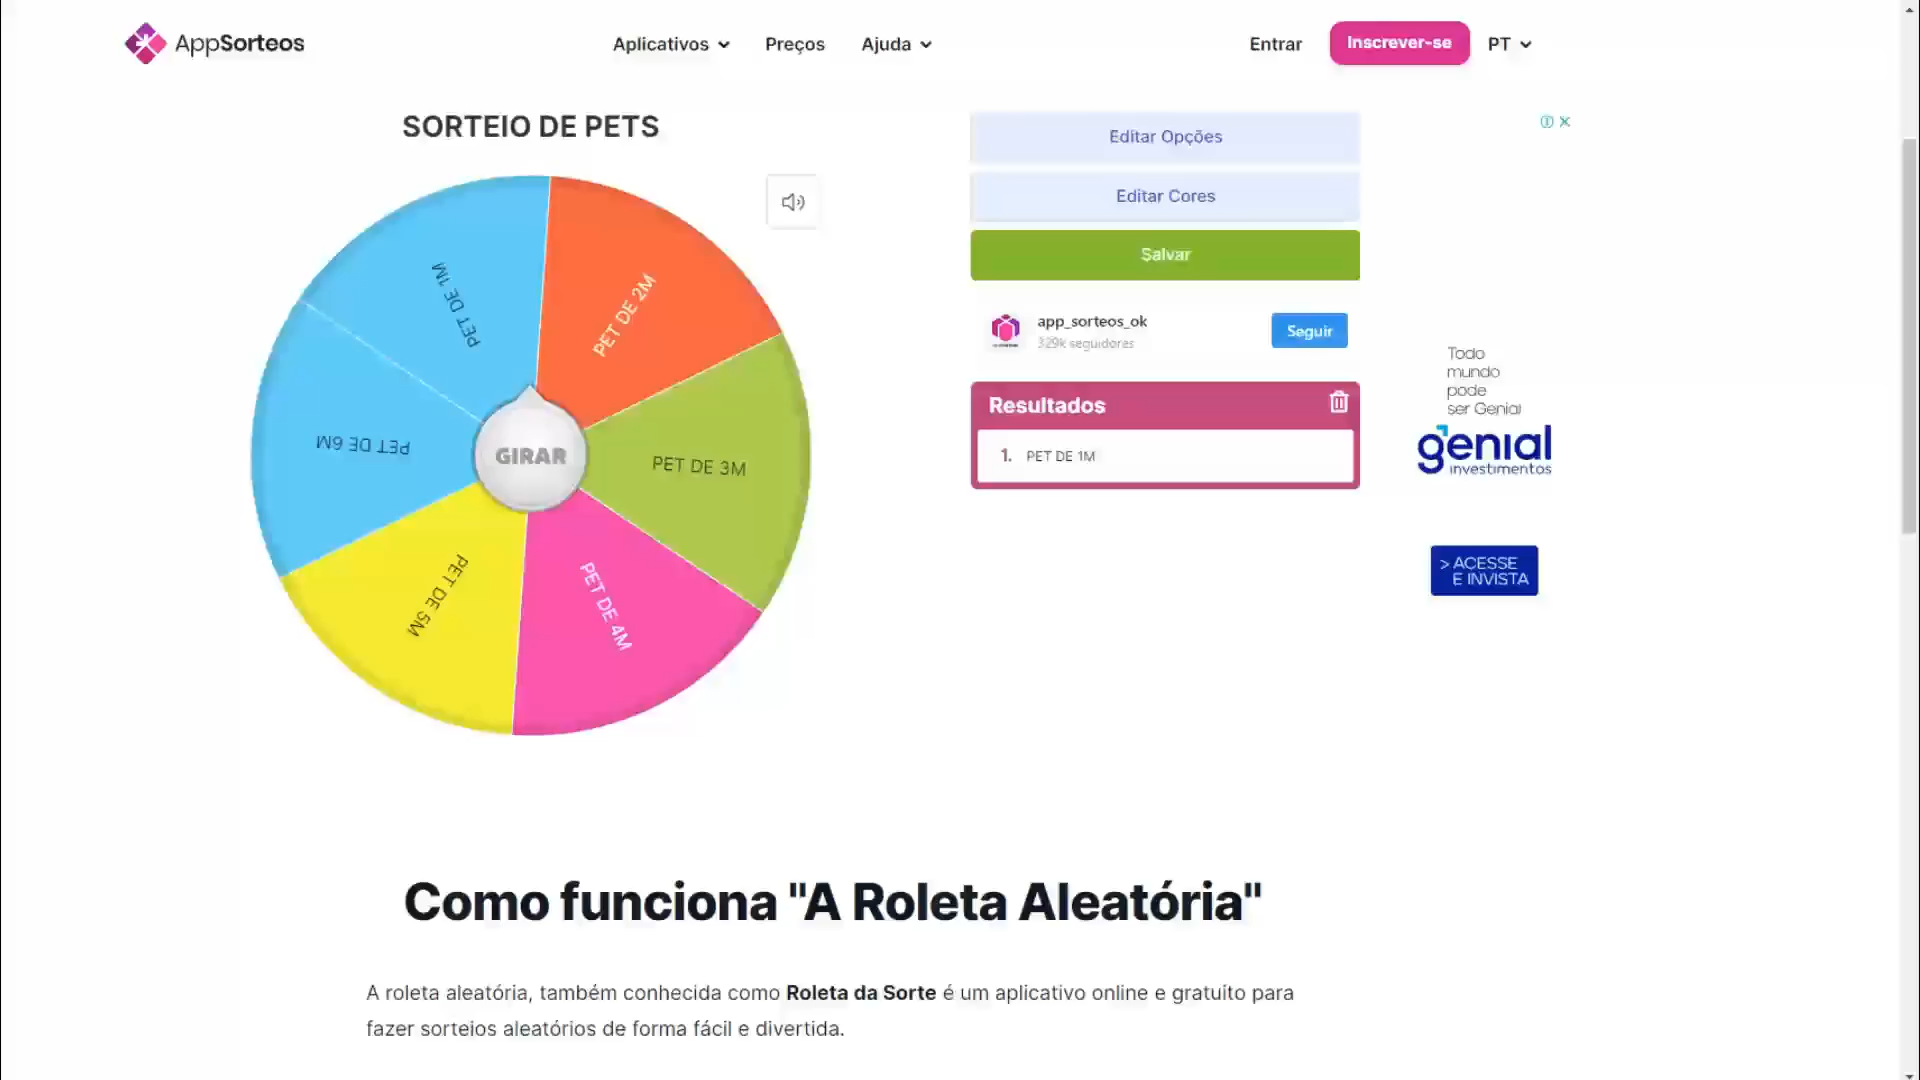 AppSorteos
Aplicativos
Preços
Ajuda
Entrar
Inscrever-se
PT
SORTEIO DE PETS
PET DE 1M
PET DE 2M
PET DE 3M
PET DE 4M
PET DE 5M
PET DE 6M
GIRAR
Editar Opções
Editar Cores
Salvar
app_sorteos_ok
329k seguidores
Seguir
Resultados
1. PET DE 1M
Todo
mundo
pode
ser Genial
genial
investimentos
> ACESSE
E INVISTA
Como funciona "A Roleta Aleatória"
A roleta aleatória, também conhecida como Roleta da Sorte é um aplicativo online e gratuito para
fazer sorteios aleatórios de forma fácil e divertida.